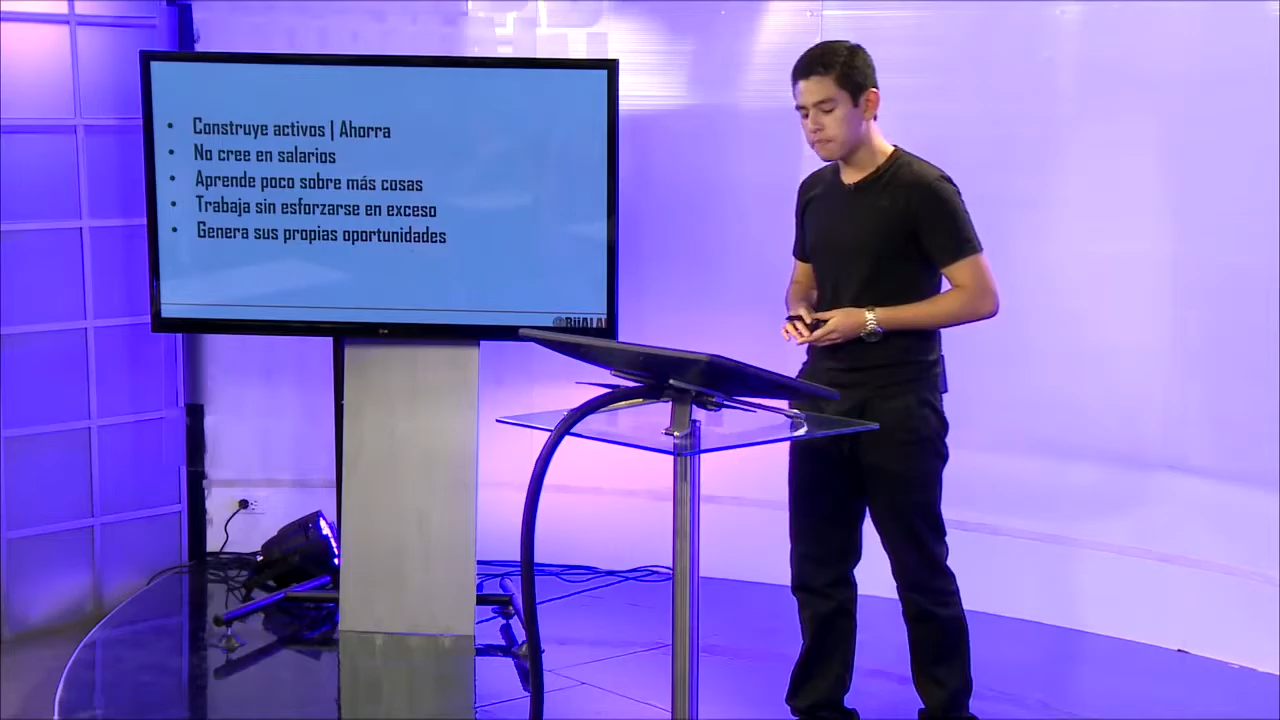 • Construye activos | Ahorra
• No cree en salarios
• Aprende poco sobre más cosas
• Trabaja sin esforzarse en exceso
• Genera sus propias oportunidades